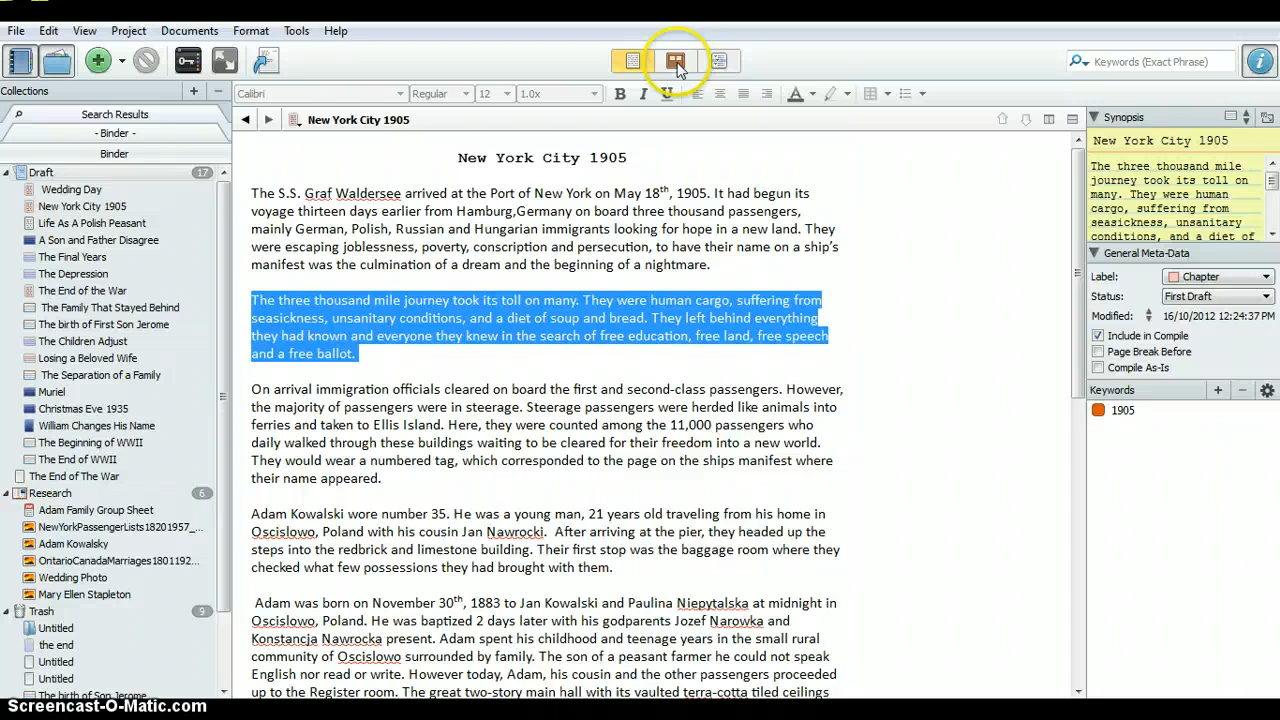 File Edit View Project Documents Format Tools Help
Keywords (Exact Phrase)
Collections
Calibri Regular 12 1.0x B I U A
Search Results
- Binder -
Binder
New York City 1905
Draft 17
Wedding Day
New York City 1905
Life As A Polish Peasant
A Son and Father Disagree
The Final Years
The Depression
The End of the War
The Family That Stayed Behind
The birth of First Son Jerome
The Children Adjust
Losing a Beloved Wife
The Separation of a Family
Muriel
Christmas Eve 1935
William Changes His Name
The Beginning of WWII
The End of WWII
The End of The War
Research 6
Adam Family Group Sheet
NewYorkPassengerLists18201957_...
Adam Kowalsky
OntarioCanadaMarriages1801192...
Wedding Photo
Mary Ellen Stapleton
Trash 9
Untitled
the end
Untitled
Untitled
The birth of Son Jerome
New York City 1905
The S.S. Graf Waldersee arrived at the Port of New York on May 18th, 1905. It had begun its
voyage thirteen days earlier from Hamburg,Germany on board three thousand passengers,
mainly German, Polish, Russian and Hungarian immigrants looking for hope in a new land. They
were escaping joblessness, poverty, conscription and persecution, to have their name on a ship's
manifest was the culmination of a dream and the beginning of a nightmare.
The three thousand mile journey took its toll on many. They were human cargo, suffering from
seasickness, unsanitary conditions, and a diet of soup and bread. They left behind everything
they had known and everyone they knew in the search of free education, free land, free speech
and a free ballot.
On arrival immigration officials cleared on board the first and second-class passengers. However,
the majority of passengers were in steerage. Steerage passengers were herded like animals into
ferries and taken to Ellis Island. Here, they were counted among the 11,000 passengers who
daily walked through these buildings waiting to be cleared for their freedom into a new world.
They would wear a numbered tag, which corresponded to the page on the ships manifest where
their name appeared.
Adam Kowalski wore number 35. He was a young man, 21 years old traveling from his home in
Oscislowo, Poland with his cousin Jan Nawrocki. After arriving at the pier, they headed up the
steps into the redbrick and limestone building. Their first stop was the baggage room where they
checked what few possessions they had brought with them.
Adam was born on November 30th, 1883 to Jan Kowalski and Paulina Niepytalska at midnight in
Oscislowo, Poland. He was baptized 2 days later with his godparents Jozef Narowka and
Konstancja Nawrocka present. Adam spent his childhood and teenage years in the small rural
community of Oscislowo surrounded by family. The son of a peasant farmer he could not speak
English nor read or write. However today, Adam, his cousin and the other passengers proceeded
up to the Register room. The great two-story main hall with its vaulted terra-cotta tiled ceilings
Synopsis
New York City 1905
The three thousand mile
journey took its toll on
many. They were human
cargo, suffering from
seasickness, unsanitary
conditions, and a diet of
General Meta-Data
Label: Chapter
Status: First Draft
Modified: 16/10/2012 12:24:37PM
Include in Compile
Page Break Before
Compile As-Is
Keywords
1905
Screencast-O-Matic.com